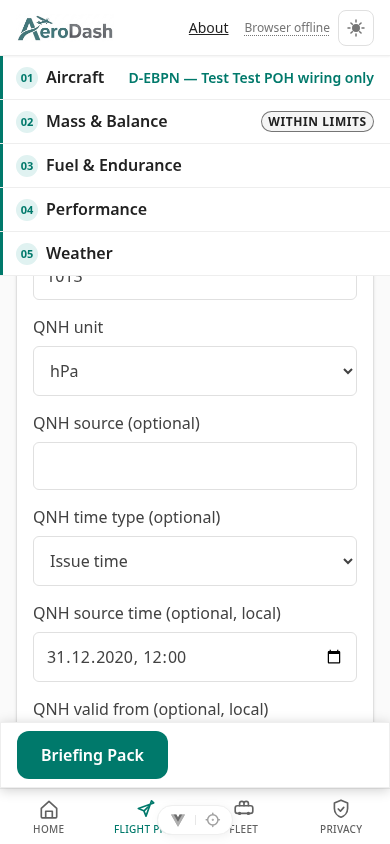 AeroDash
About
Browser offline
01 Aircraft D-EBPN — Test Test POH wiring only
02 Mass & Balance WITHIN LIMITS
03 Fuel & Endurance
04 Performance
05 Weather
1013
QNH unit
hPa
QNH source (optional)
QNH time type (optional)
Issue time
QNH source time (optional, local)
31.12.2020, 12:00
QNH valid from (optional, local)
Briefing Pack
HOME
FLIGHT P
FLEET
PRIVACY